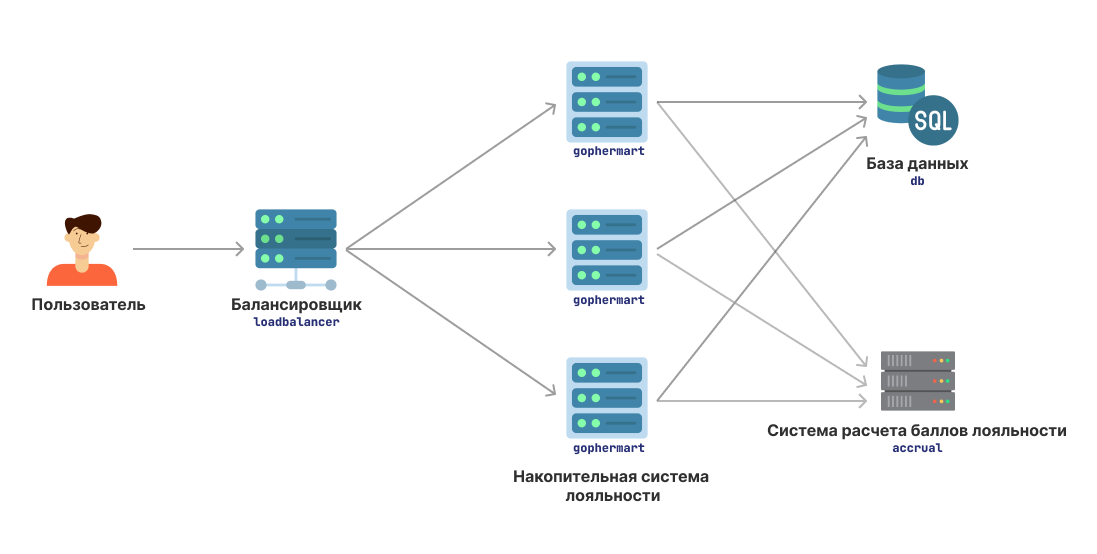 gophermart
SQL
База данных
db
Пользователь
Балансировщик
loadbalancer
gophermart
Система расчета баллов лояльности
accrual
gophermart
Накопительная система
лояльности